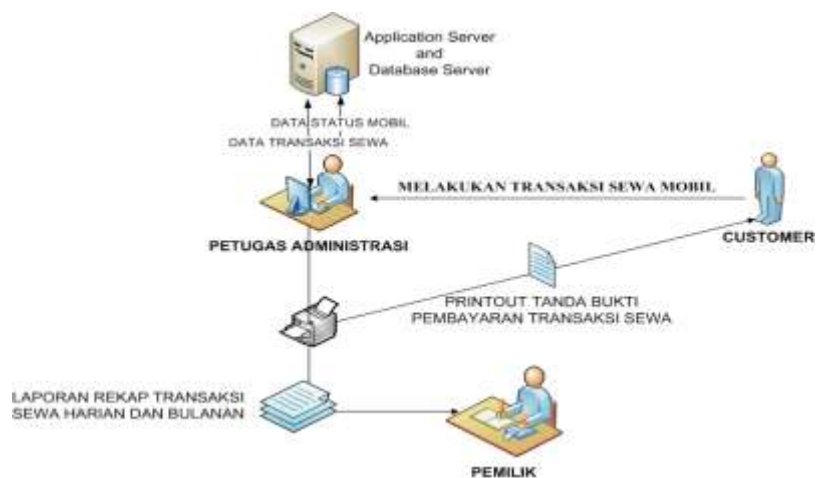 Application Server
and
Database Server
DATA STATUS MOBIL
DATA TRANSAKSI SEWA
MELAKUKAN TRANSAKSI SEWA MOBIL
PETUGAS ADMINISTRASI
CUSTOMER
PRINTOUT TANDA BUKTI
PEMBAYARAN TRANSAKSI SEWA
LAPORAN REKAP TRANSAKSI
SEWA HARIAN DAN BULANAN
PEMILIK